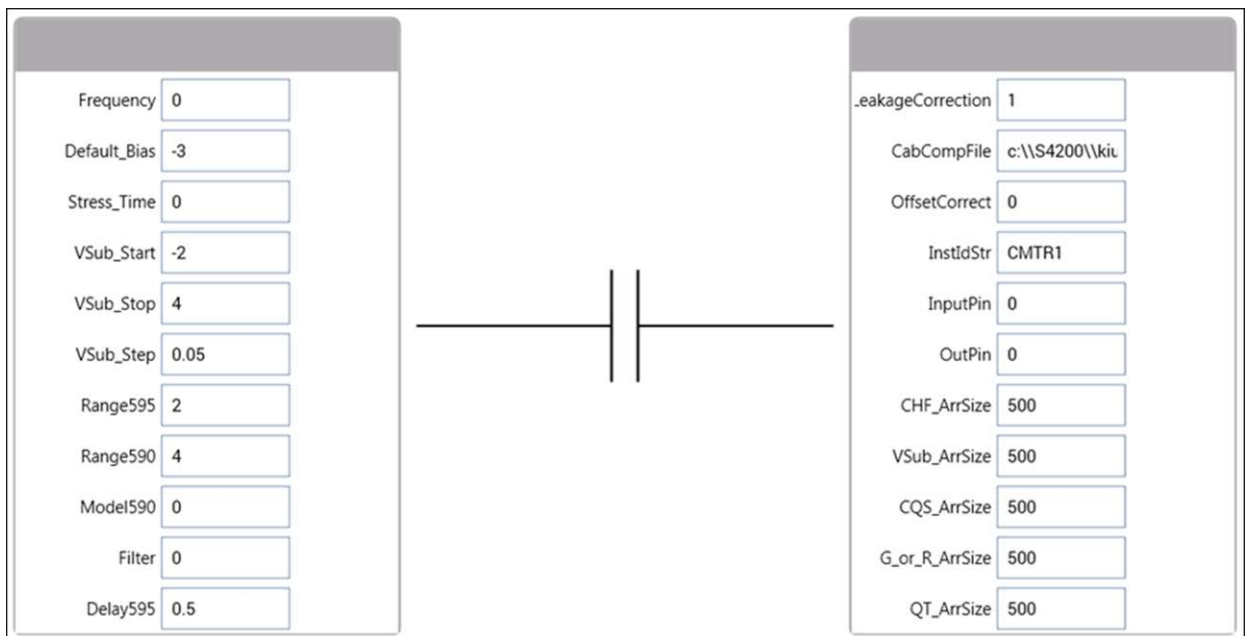 Frequency 0
Default_Bias -3
Stress_Time 0
VSub_Start -2
VSub_Stop 4
VSub_Step 0.05
Range595 2
Range590 4
Model590 0
Filter 0
Delay595 0.5
eakageCorrection 1
CabCompFile c:\\S4200\\kiu
OffsetCorrect 0
InstIdStr CMTR1
InputPin 0
OutPin 0
CHF_ArrSize 500
VSub_ArrSize 500
CQS_ArrSize 500
G_or_R_ArrSize 500
QT_ArrSize 500